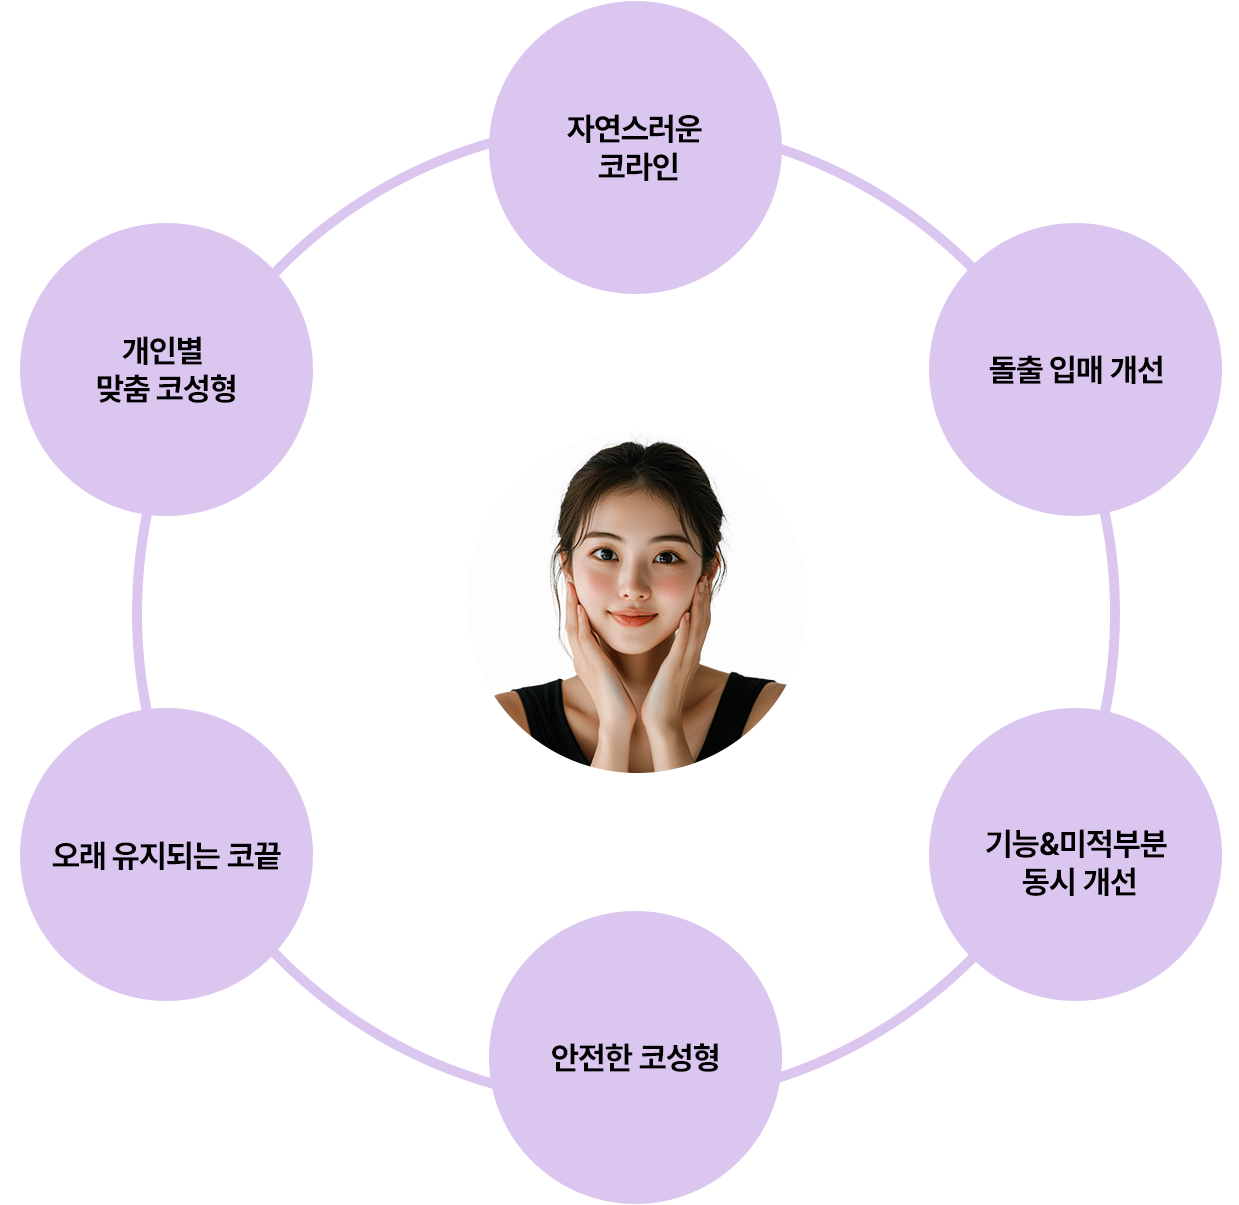 자연스러운
코라인
개인별
맞춤 코성형
돌출 입매 개선
오래 유지되는 코끝
기능&미적부분
동시 개선
안전한 코성형